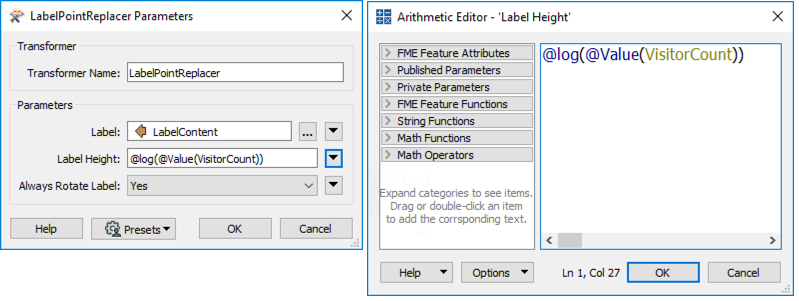 LabelPointReplacer Parameters
Transformer
Transformer Name: LabelPointReplacer
Parameters
Label: LabelContent ...
Label Height: @log(@Value(VisitorCount))
Always Rotate Label: Yes
Help Presets OK Cancel
Arithmetic Editor - 'Label Height'
FME Feature Attributes
Published Parameters
Private Parameters
FME Feature Functions
String Functions
Math Functions
Math Operators
Expand categories to see items.
Drag or double-click an item
to add the corrsponding text.
@log(@Value(VisitorCount))
Help Options Ln 1, Col 27 OK Cancel